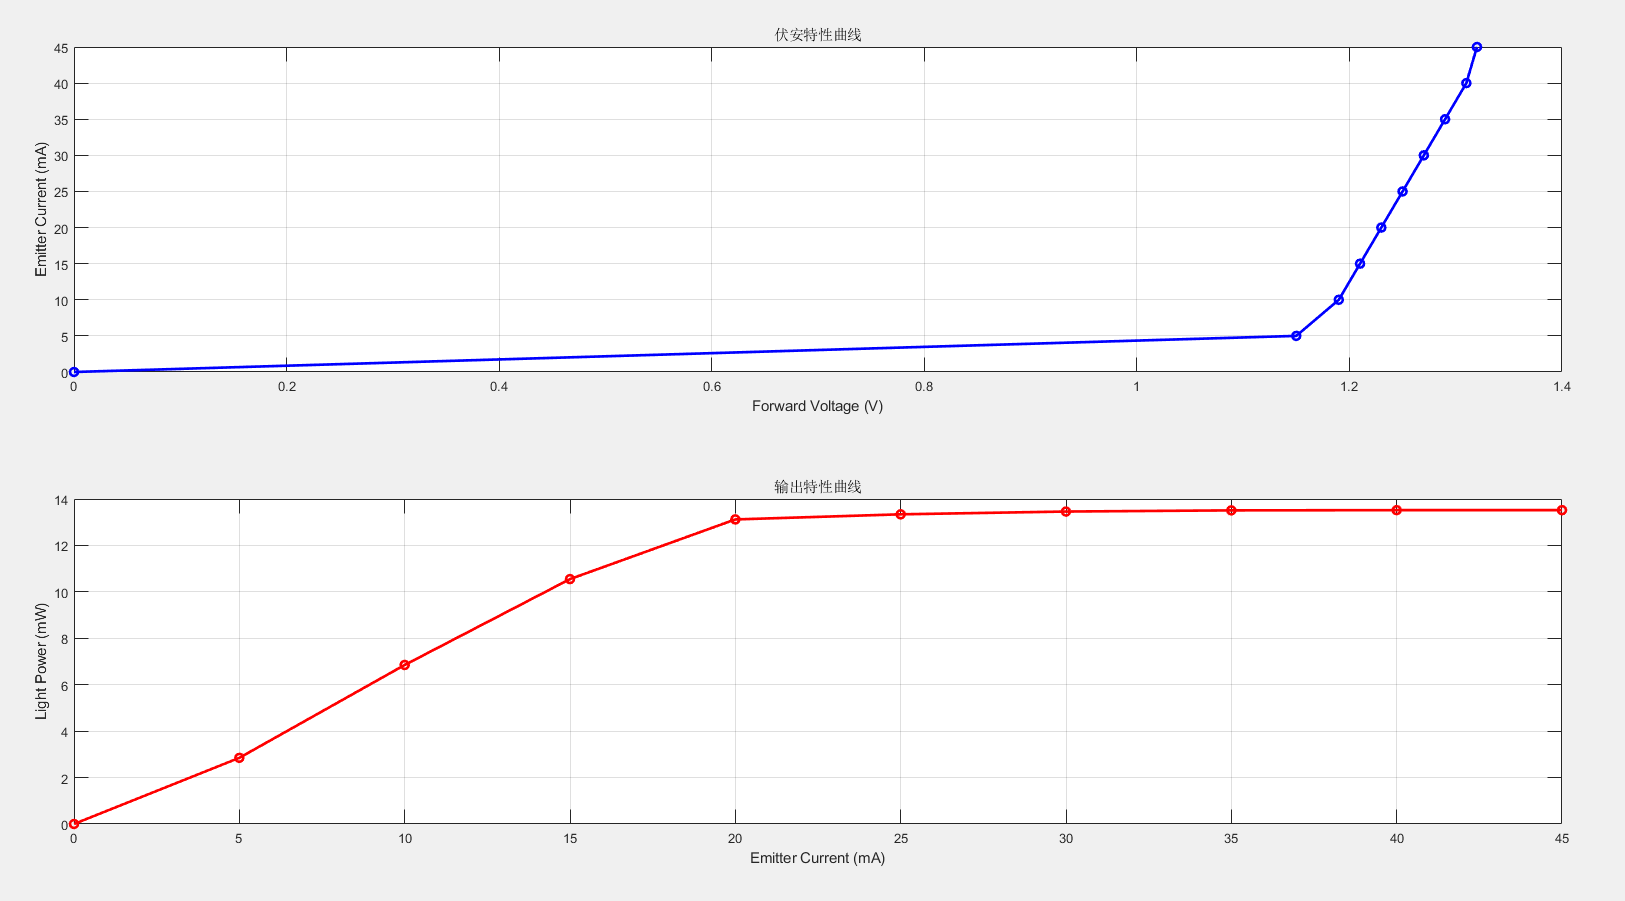 伏安特性曲线
45
40
35
30
25
20
15
10
5
0
Emitter Current (mA)
0 0.2 0.4 0.6 0.8 1 1.2 1.4
Forward Voltage (V)
输出特性曲线
14
12
10
8
6
4
2
0
Light Power (mW)
0 5 10 15 20 25 30 35 40 45
Emitter Current (mA)